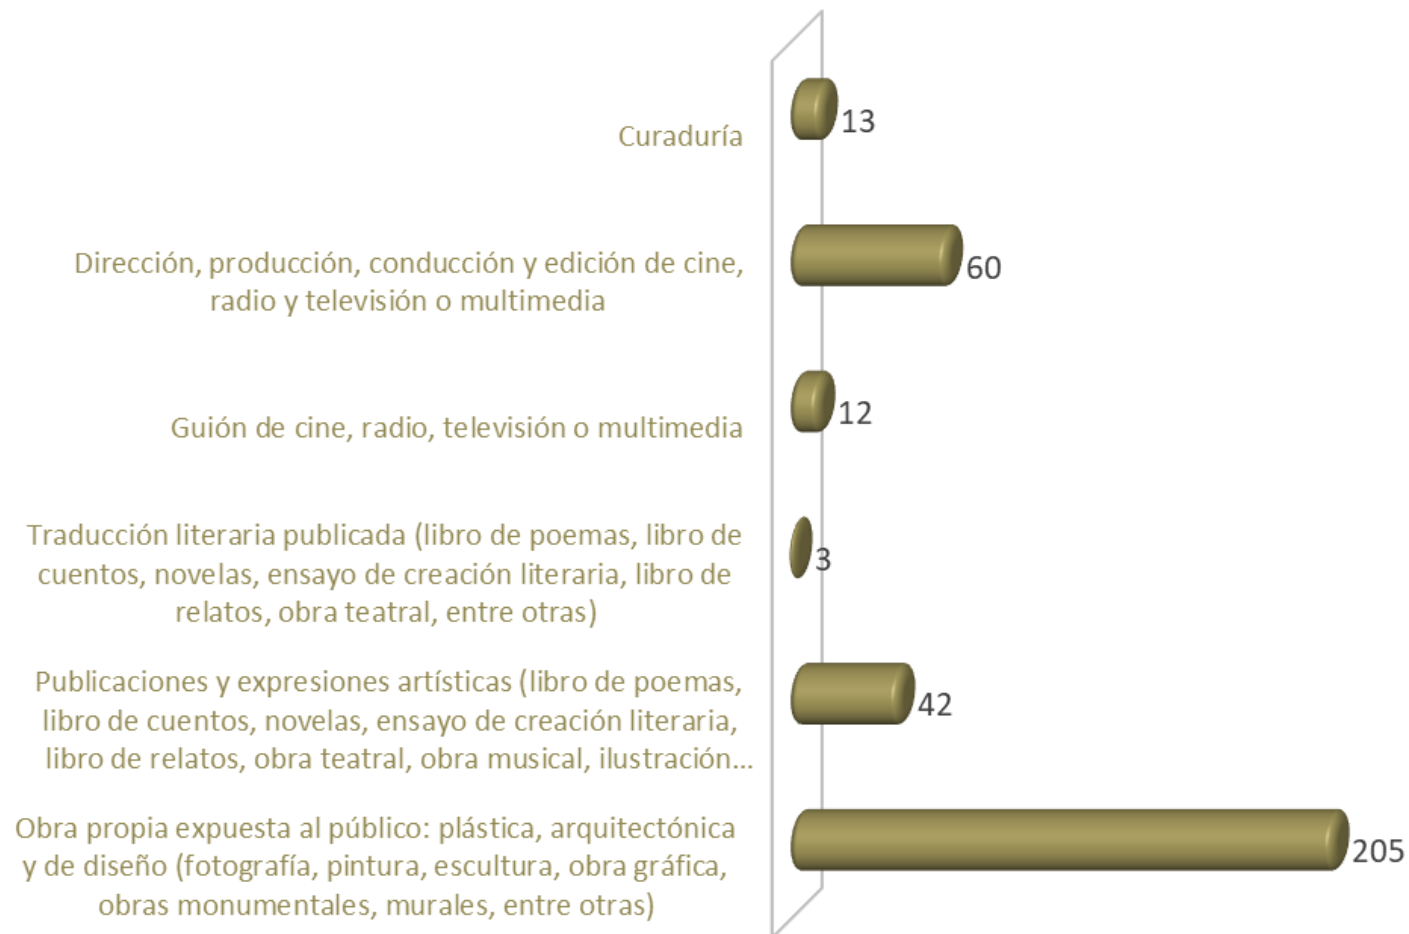 Curaduría
13
Dirección, producción, conducción y edición de cine,
radio y televisión o multimedia
60
Guión de cine, radio, televisión o multimedia
12
Traducción literaria publicada (libro de poemas, libro de
cuentos, novelas, ensayo de creación literaria, libro de
relatos, obra teatral, entre otras)
3
Publicaciones y expresiones artísticas (libro de poemas,
libro de cuentos, novelas, ensayo de creación literaria,
libro de relatos, obra teatral, obra musical, ilustración...
42
Obra propia expuesta al público: plástica, arquitectónica
y de diseño (fotografía, pintura, escultura, obra gráfica,
obras monumentales, murales, entre otras)
205